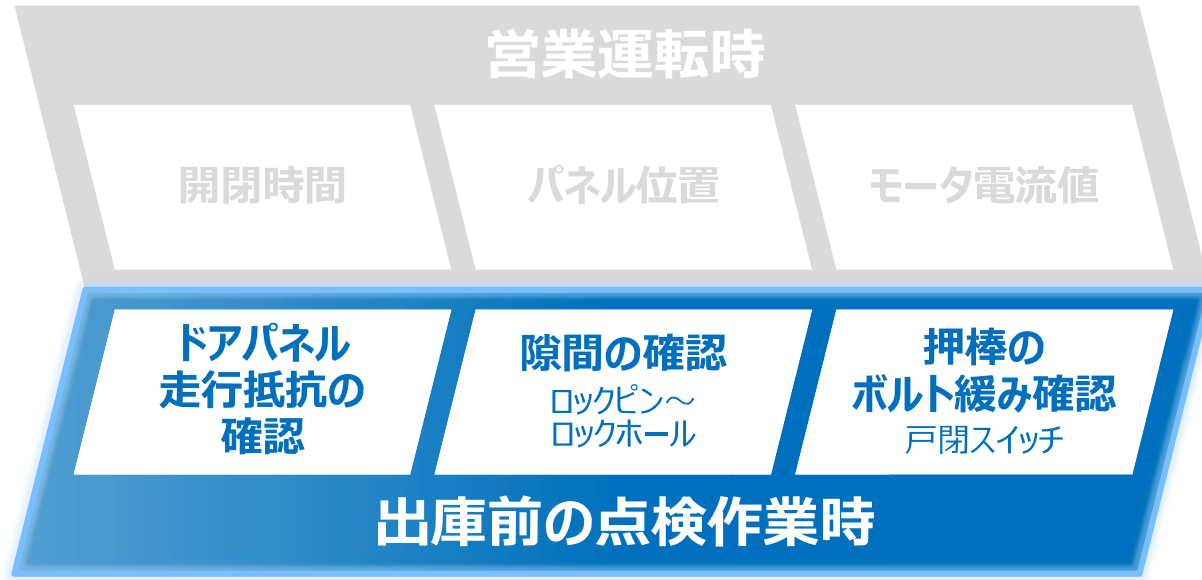 営業運転時
開閉時間
パネル位置
モータ電流値
ドアパネル
走行抵抗の
確認
隙間の確認
ロックピン～
ロックホール
押棒の
ボルト緩み確認
戸閉スイッチ
出庫前の点検作業時